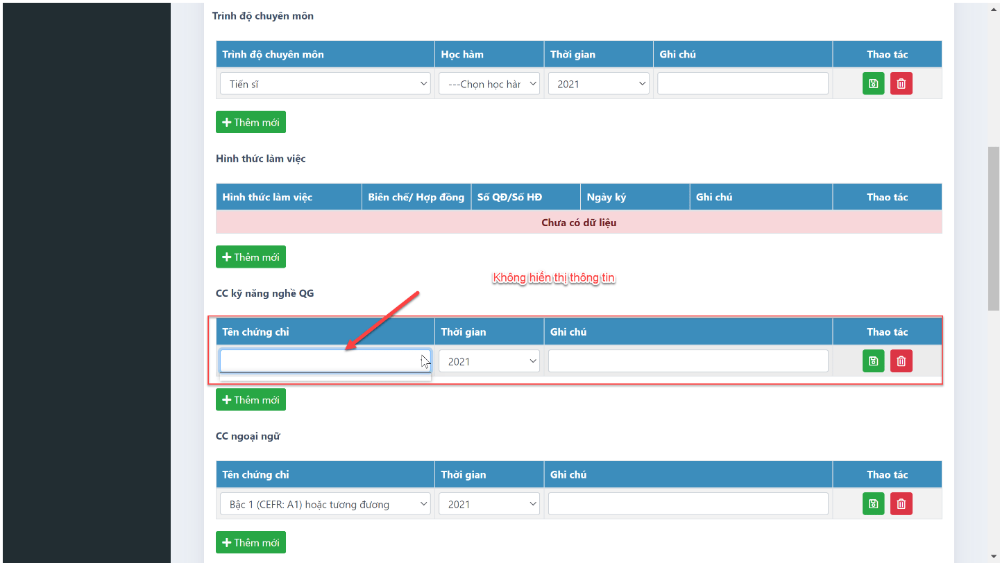 Trình độ chuyên môn
Trình độ chuyên môn Học hàm Thời gian Ghi chú Thao tác
Tiến sĩ ---Chọn học hàr 2021
Thêm mới
Hình thức làm việc
Hình thức làm việc Biên chế/ Hợp đồng Số QĐ/Số HĐ Ngày ký Ghi chú Thao tác
Chưa có dữ liệu
Thêm mới
Không hiển thị thông tin
CC kỹ năng nghề QG
Tên chứng chỉ Thời gian Ghi chú Thao tác
2021
Thêm mới
CC ngoại ngữ
Tên chứng chỉ Thời gian Ghi chú Thao tác
Bậc 1 (CEFR: A1) hoặc tương đương 2021
Thêm mới